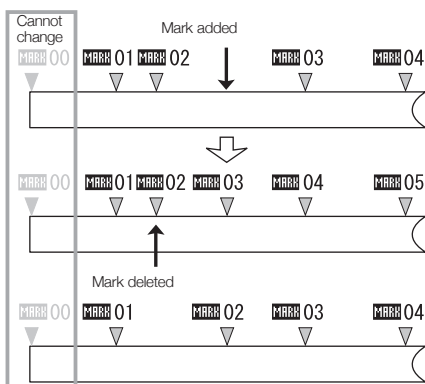 Cannot
change
Mark added
MARK 00 MARK 01 MARK 02 MARK 03 MARK 04
MARK 00 MARK 01 MARK 02 MARK 03 MARK 04 MARK 05
Mark deleted
MARK 00 MARK 01 MARK 02 MARK 03 MARK 04